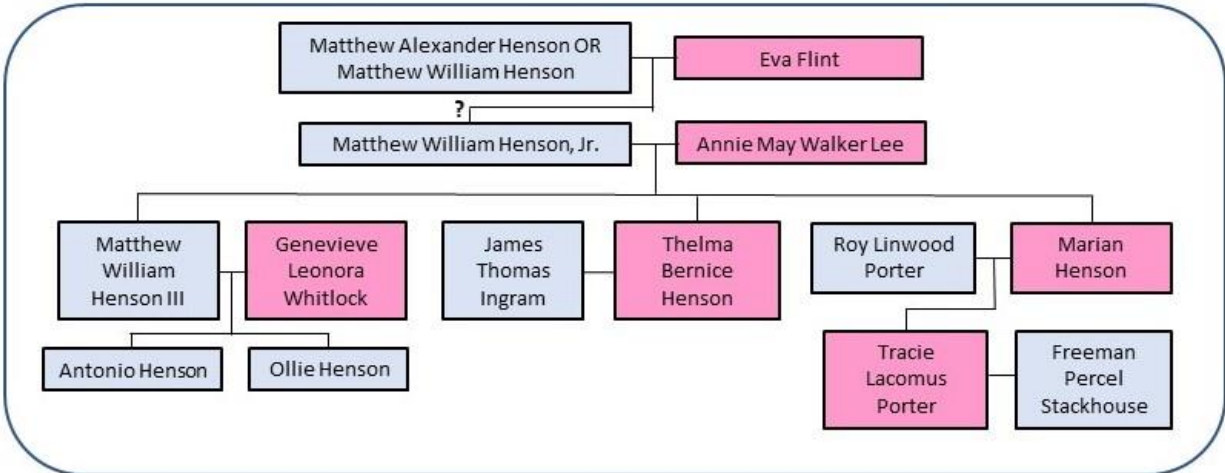 Matthew Alexander Henson OR
Matthew William Henson
Eva Flint
?
Matthew William Henson, Jr.
Annie May Walker Lee
Matthew
William
Henson III
Genevieve
Leonora
Whitlock
James
Thomas
Ingram
Thelma
Bernice
Henson
Roy Linwood
Porter
Marian
Henson
Antonio Henson
Ollie Henson
Tracie
Lacomus
Porter
Freeman
Percel
Stackhouse